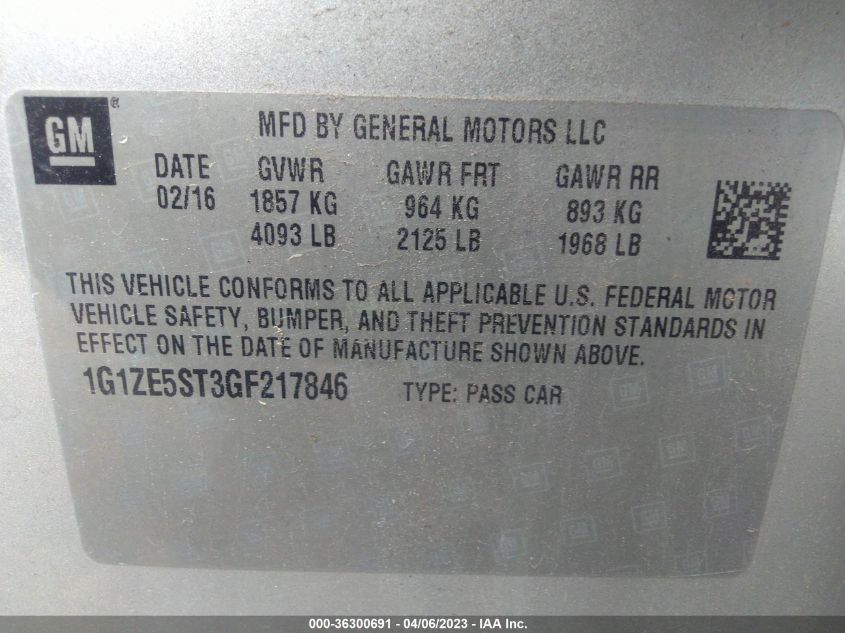 GM ®
MFD BY GENERAL MOTORS LLC
DATE GVWR GAWR FRT GAWR RR
02/16 1857 KG 964 KG 893 KG
4093 LB 2125 LB 1968 LB
THIS VEHICLE CONFORMS TO ALL APPLICABLE U.S. FEDERAL MOTOR
VEHICLE SAFETY, BUMPER, AND THEFT PREVENTION STANDARDS IN
EFFECT ON THE DATE OF MANUFACTURE SHOWN ABOVE.
1G1ZE5ST3GF217846 TYPE: PASS CAR
000-36300691 - 04/06/2023 - IAA Inc.